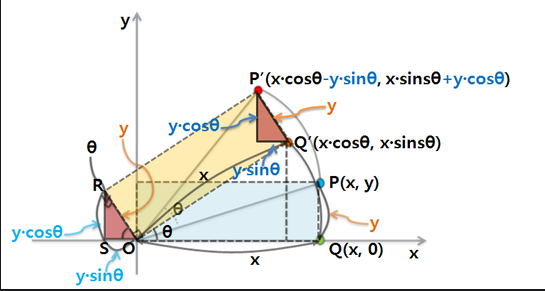 y
P′(x·cosθ-y·sinθ, x·sinsθ+y·cosθ)
y
θ
y
y·cosθ
Q′(x·cosθ, x·sinsθ)
x
y·sinθ
R
P(x, y)
θ
y·cosθ
θ
y
S
O
Q(x, 0)
x
x
y·sinθ